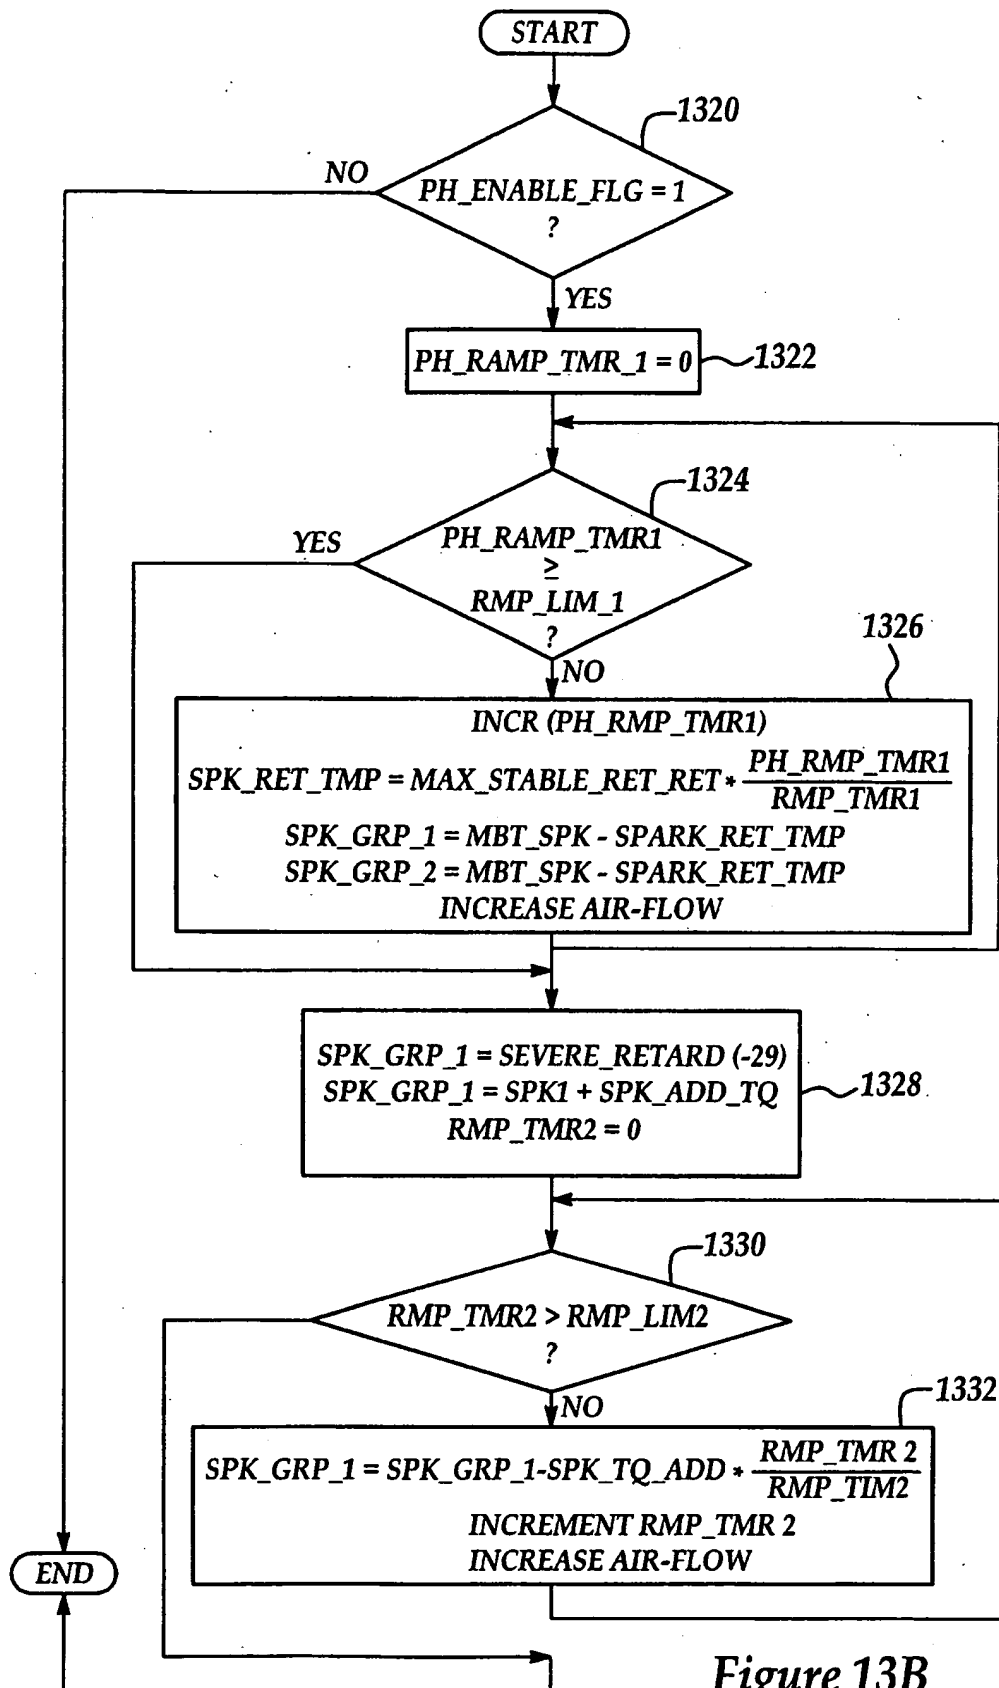 START
1320
NO
PH_ENABLE_FLG = 1
?
YES
PH_RAMP_TMR_1 = 0
1322
1324
YES
PH_RAMP_TMR1
≥
RMP_LIM_1
?
NO
1326
INCR (PH_RMP_TMR1)
SPK_RET_TMP = MAX_STABLE_RET_RET * PH_RMP_TMR1
RMP_TMR1
SPK_GRP_1 = MBT_SPK - SPARK_RET_TMP
SPK_GRP_2 = MBT_SPK - SPARK_RET_TMP
INCREASE AIR-FLOW
SPK_GRP_1 = SEVERE_RETARD (-29)
SPK_GRP_1 = SPK1 + SPK_ADD_TQ
RMP_TMR2 = 0
1328
1330
RMP_TMR2 > RMP_LIM2
?
NO
1332
SPK_GRP_1 = SPK_GRP_1-SPK_TQ_ADD * RMP_TMR 2
RMP_TIM2
INCREMENT RMP_TMR 2
INCREASE AIR-FLOW
END
Figure 13B